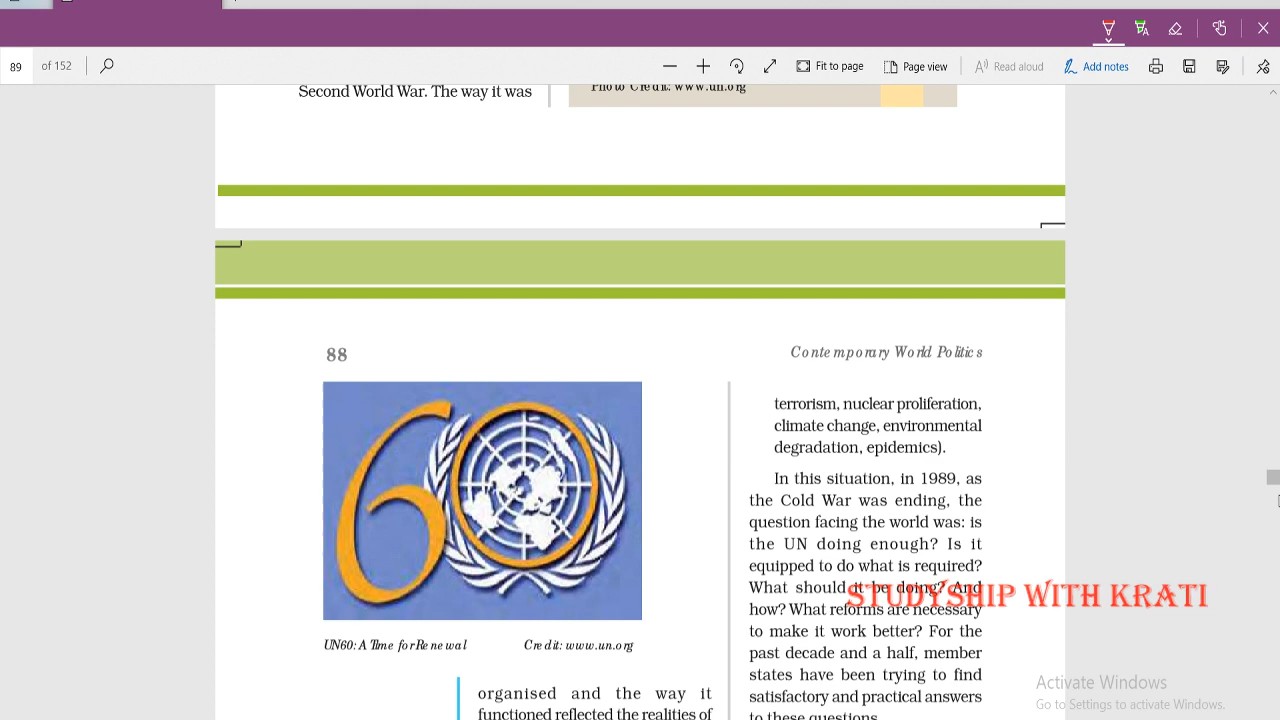 89 of 152
Fit to page
Page view
Read aloud
Add notes
Second World War. The way it was
Photo Credit: www.un.org
88
Contemporary World Politics
60
UN60: A Time for Renewal
Credit: www.un.org
organised and the way it
functioned reflected the realities of
terrorism, nuclear proliferation,
climate change, environmental
degradation, epidemics).
In this situation, in 1989, as
the Cold War was ending, the
question facing the world was: is
the UN doing enough? Is it
equipped to do what is required?
What should it be doing? And
how? What reforms are necessary
to make it work better? For the
past decade and a half, member
states have been trying to find
satisfactory and practical answers
to these questions.
STUDYSHIP WITH KRATI
Activate Windows
Go to Settings to activate Windows.